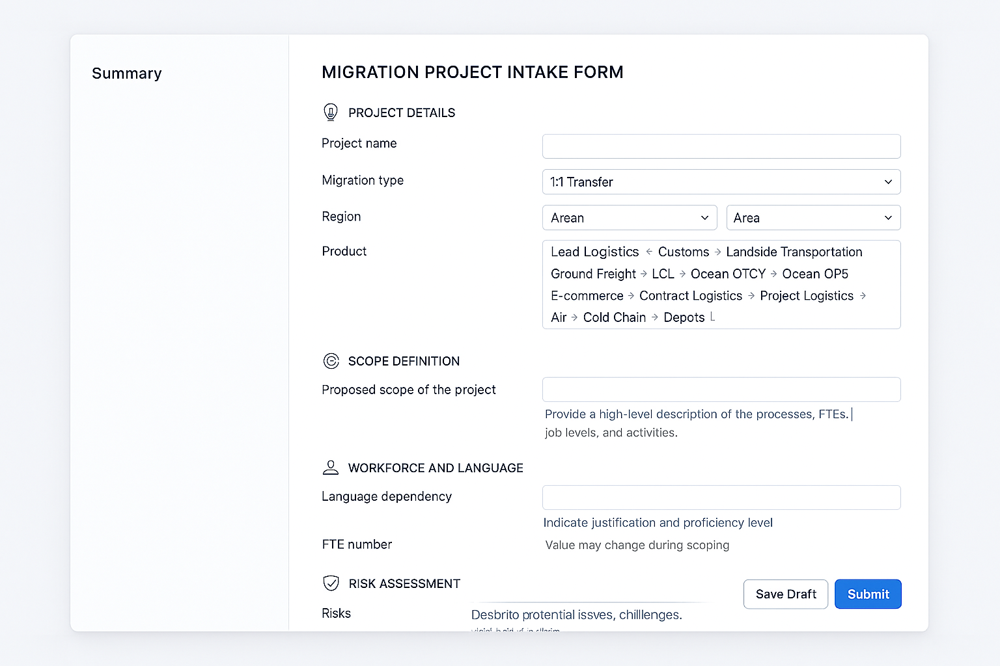 Summary
MIGRATION PROJECT INTAKE FORM
PROJECT DETAILS
Project name
Migration type
1:1 Transfer
Region
Arean
Area
Product
Lead Logistics ← Customs → Landside Transportation
Ground Freight → LCL → Ocean OTCY → Ocean OP5
E-commerce → Contract Logistics → Project Logistics →
Air → Cold Chain → Depots L
SCOPE DEFINITION
Proposed scope of the project
Provide a high-level description of the processes, FTEs.
job levels, and activities.
WORKFORCE AND LANGUAGE
Language dependency
Indicate justification and proficiency level
FTE number
Value may change during scoping
RISK ASSESSMENT
Save Draft
Submit
Risks
Desbrito protential issves, chilllenges.